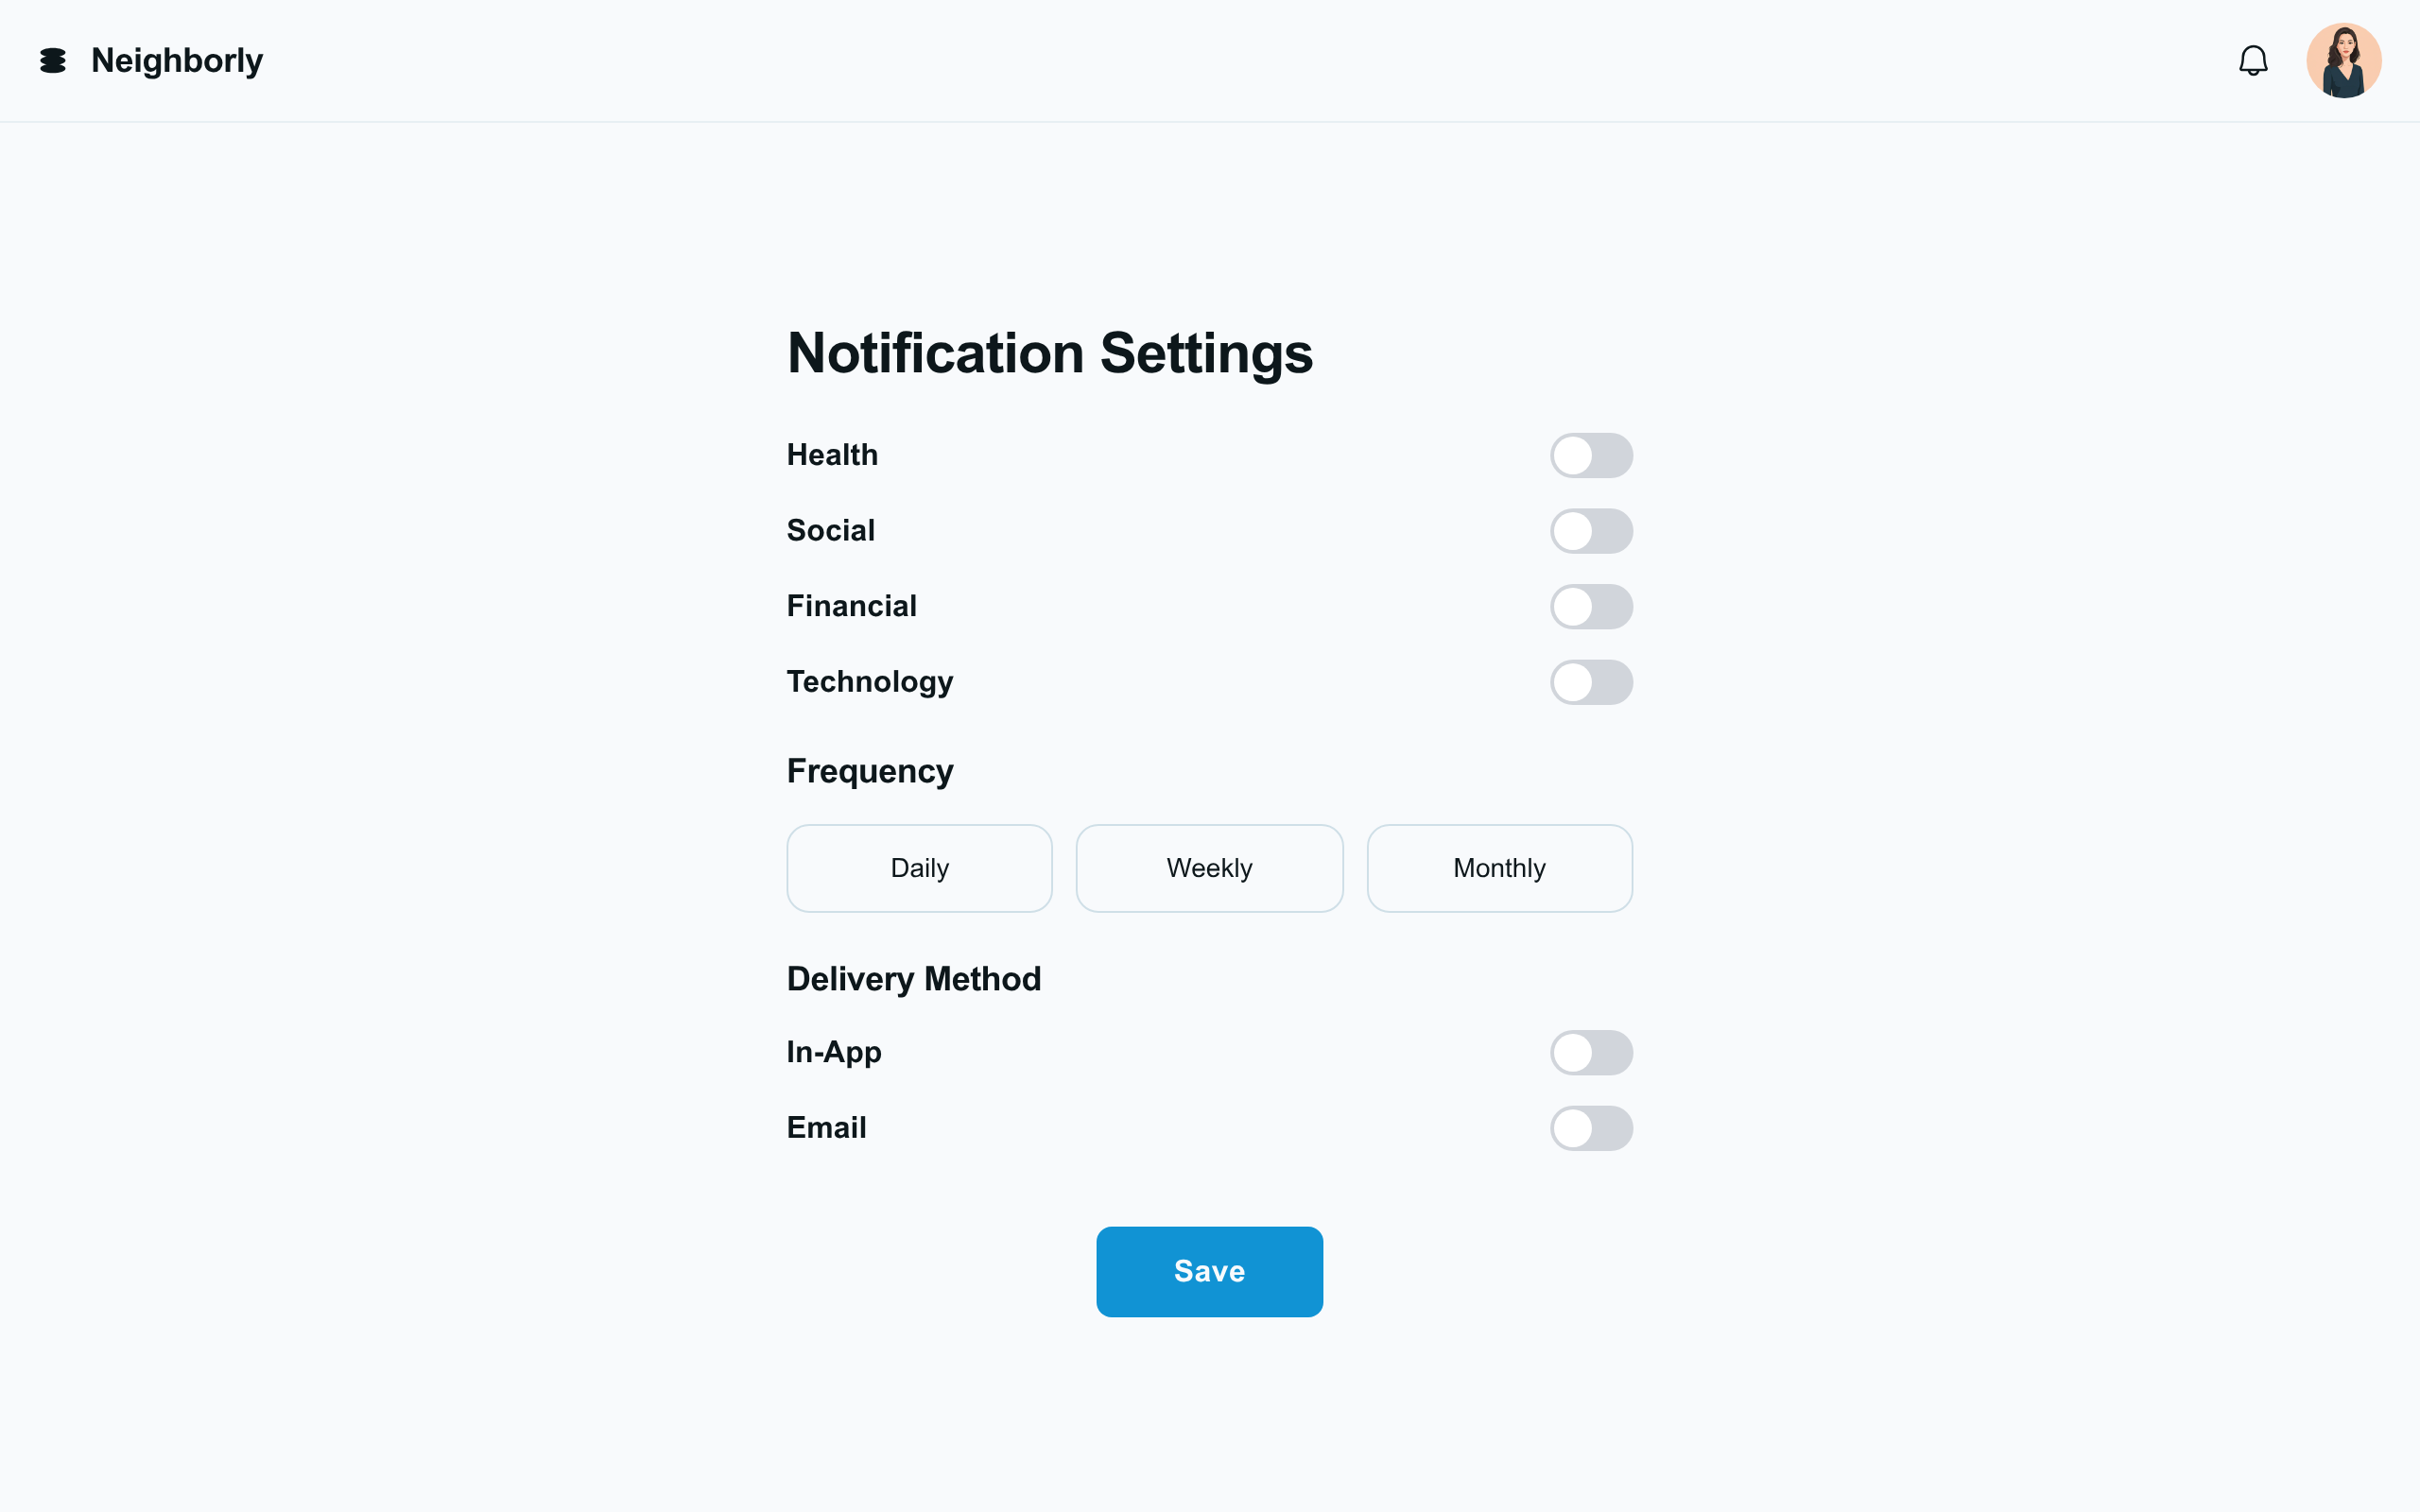 Neighborly
Notification Settings
Health
Social
Financial
Technology
Frequency
Daily
Weekly
Monthly
Delivery Method
In-App
Email
Save